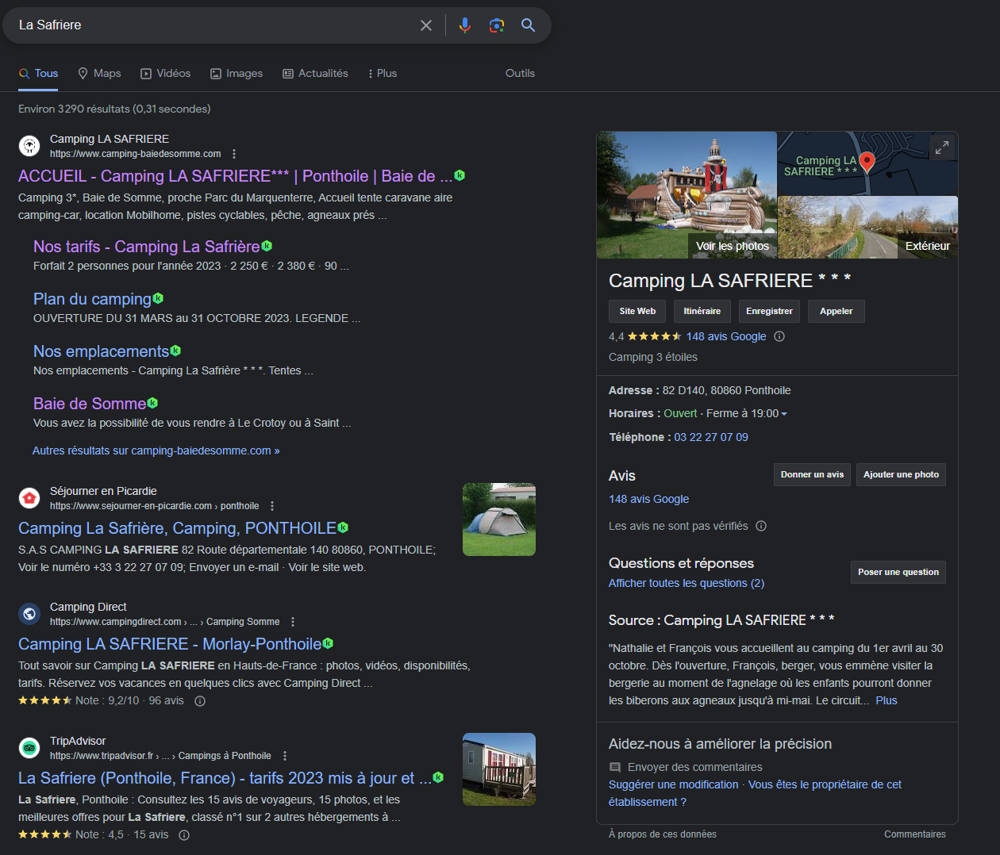 La Safriere
Tous
Maps
Vidéos
Images
Actualités
Plus
Outils
Environ 3 290 résultats (0,31 secondes)
Camping LA SAFRIERE
https://www.camping-baiedesomme.com
ACCUEIL - Camping LA SAFRIERE*** | Ponthoile | Baie de ...
Camping 3*, Baie de Somme, proche Parc du Marquenterre, Accueil tente caravane aire
camping-car, location Mobilhome, pistes cyclables, pêche, agneaux prés ...
Nos tarifs - Camping La Safrière
Forfait 2 personnes pour l'année 2023 · 2 250 € · 2 380 € · 90 ...
Plan du camping
OUVERTURE DU 31 MARS au 31 OCTOBRE 2023. LEGENDE ...
Nos emplacements
Nos emplacements - Camping La Safrière * * *. Tentes ...
Baie de Somme
Vous avez la possibilité de vous rendre à Le Crotoy ou à Saint ...
Autres résultats sur camping-baiedesomme.com »
Séjourner en Picardie
https://www.sejourner-en-picardie.com › ponthoile
Camping La Safrière, Camping, PONTHOILE
S.A.S CAMPING LA SAFRIERE 82 Route départementale 140 80860, PONTHOILE;
Voir le numéro +33 3 22 27 07 09; Envoyer un e-mail · Voir le site web.
Camping Direct
https://www.campingdirect.com › ... › Camping Somme
Camping LA SAFRIERE - Morlay-Ponthoile
Tout savoir sur Camping LA SAFRIERE en Hauts-de-France : photos, vidéos, disponibilités,
tarifs. Réservez vos vacances en quelques clics avec Camping Direct ...
Note : 9,2/10 · 96 avis
TripAdvisor
https://www.tripadvisor.fr › ... › Campings à Ponthoile
La Safriere (Ponthoile, France) - tarifs 2023 mis à jour et ...
La Safriere, Ponthoile : Consultez les 15 avis de voyageurs, 15 photos, et les
meilleures offres pour La Safriere, classé n°1 sur 2 autres hébergements à ...
Note : 4,5 · 15 avis
Camping LA
SAFRIERE * * *
Voir les photos
Extérieur
Camping LA SAFRIERE * * *
Site Web
Itinéraire
Enregistrer
Appeler
4,4
148 avis Google
Camping 3 étoiles
Adresse : 82 D140, 80860 Ponthoile
Horaires : Ouvert · Ferme à 19:00
Téléphone : 03 22 27 07 09
Avis
Donner un avis
Ajouter une photo
148 avis Google
Les avis ne sont pas vérifiés
Questions et réponses
Poser une question
Afficher toutes les questions (2)
Source : Camping LA SAFRIERE * * *
"Nathalie et François vous accueillent au camping du 1er avril au 30
octobre. Dès l'ouverture, François, berger, vous emmène visiter la
bergerie au moment de l'agnelage où les enfants pourront donner
les biberons aux agneaux jusqu'à mi-mai. Le circuit... Plus
Aidez-nous à améliorer la précision
Envoyer des commentaires
Suggérer une modification · Vous êtes le propriétaire de cet
établissement ?
À propos de ces données
Commentaires